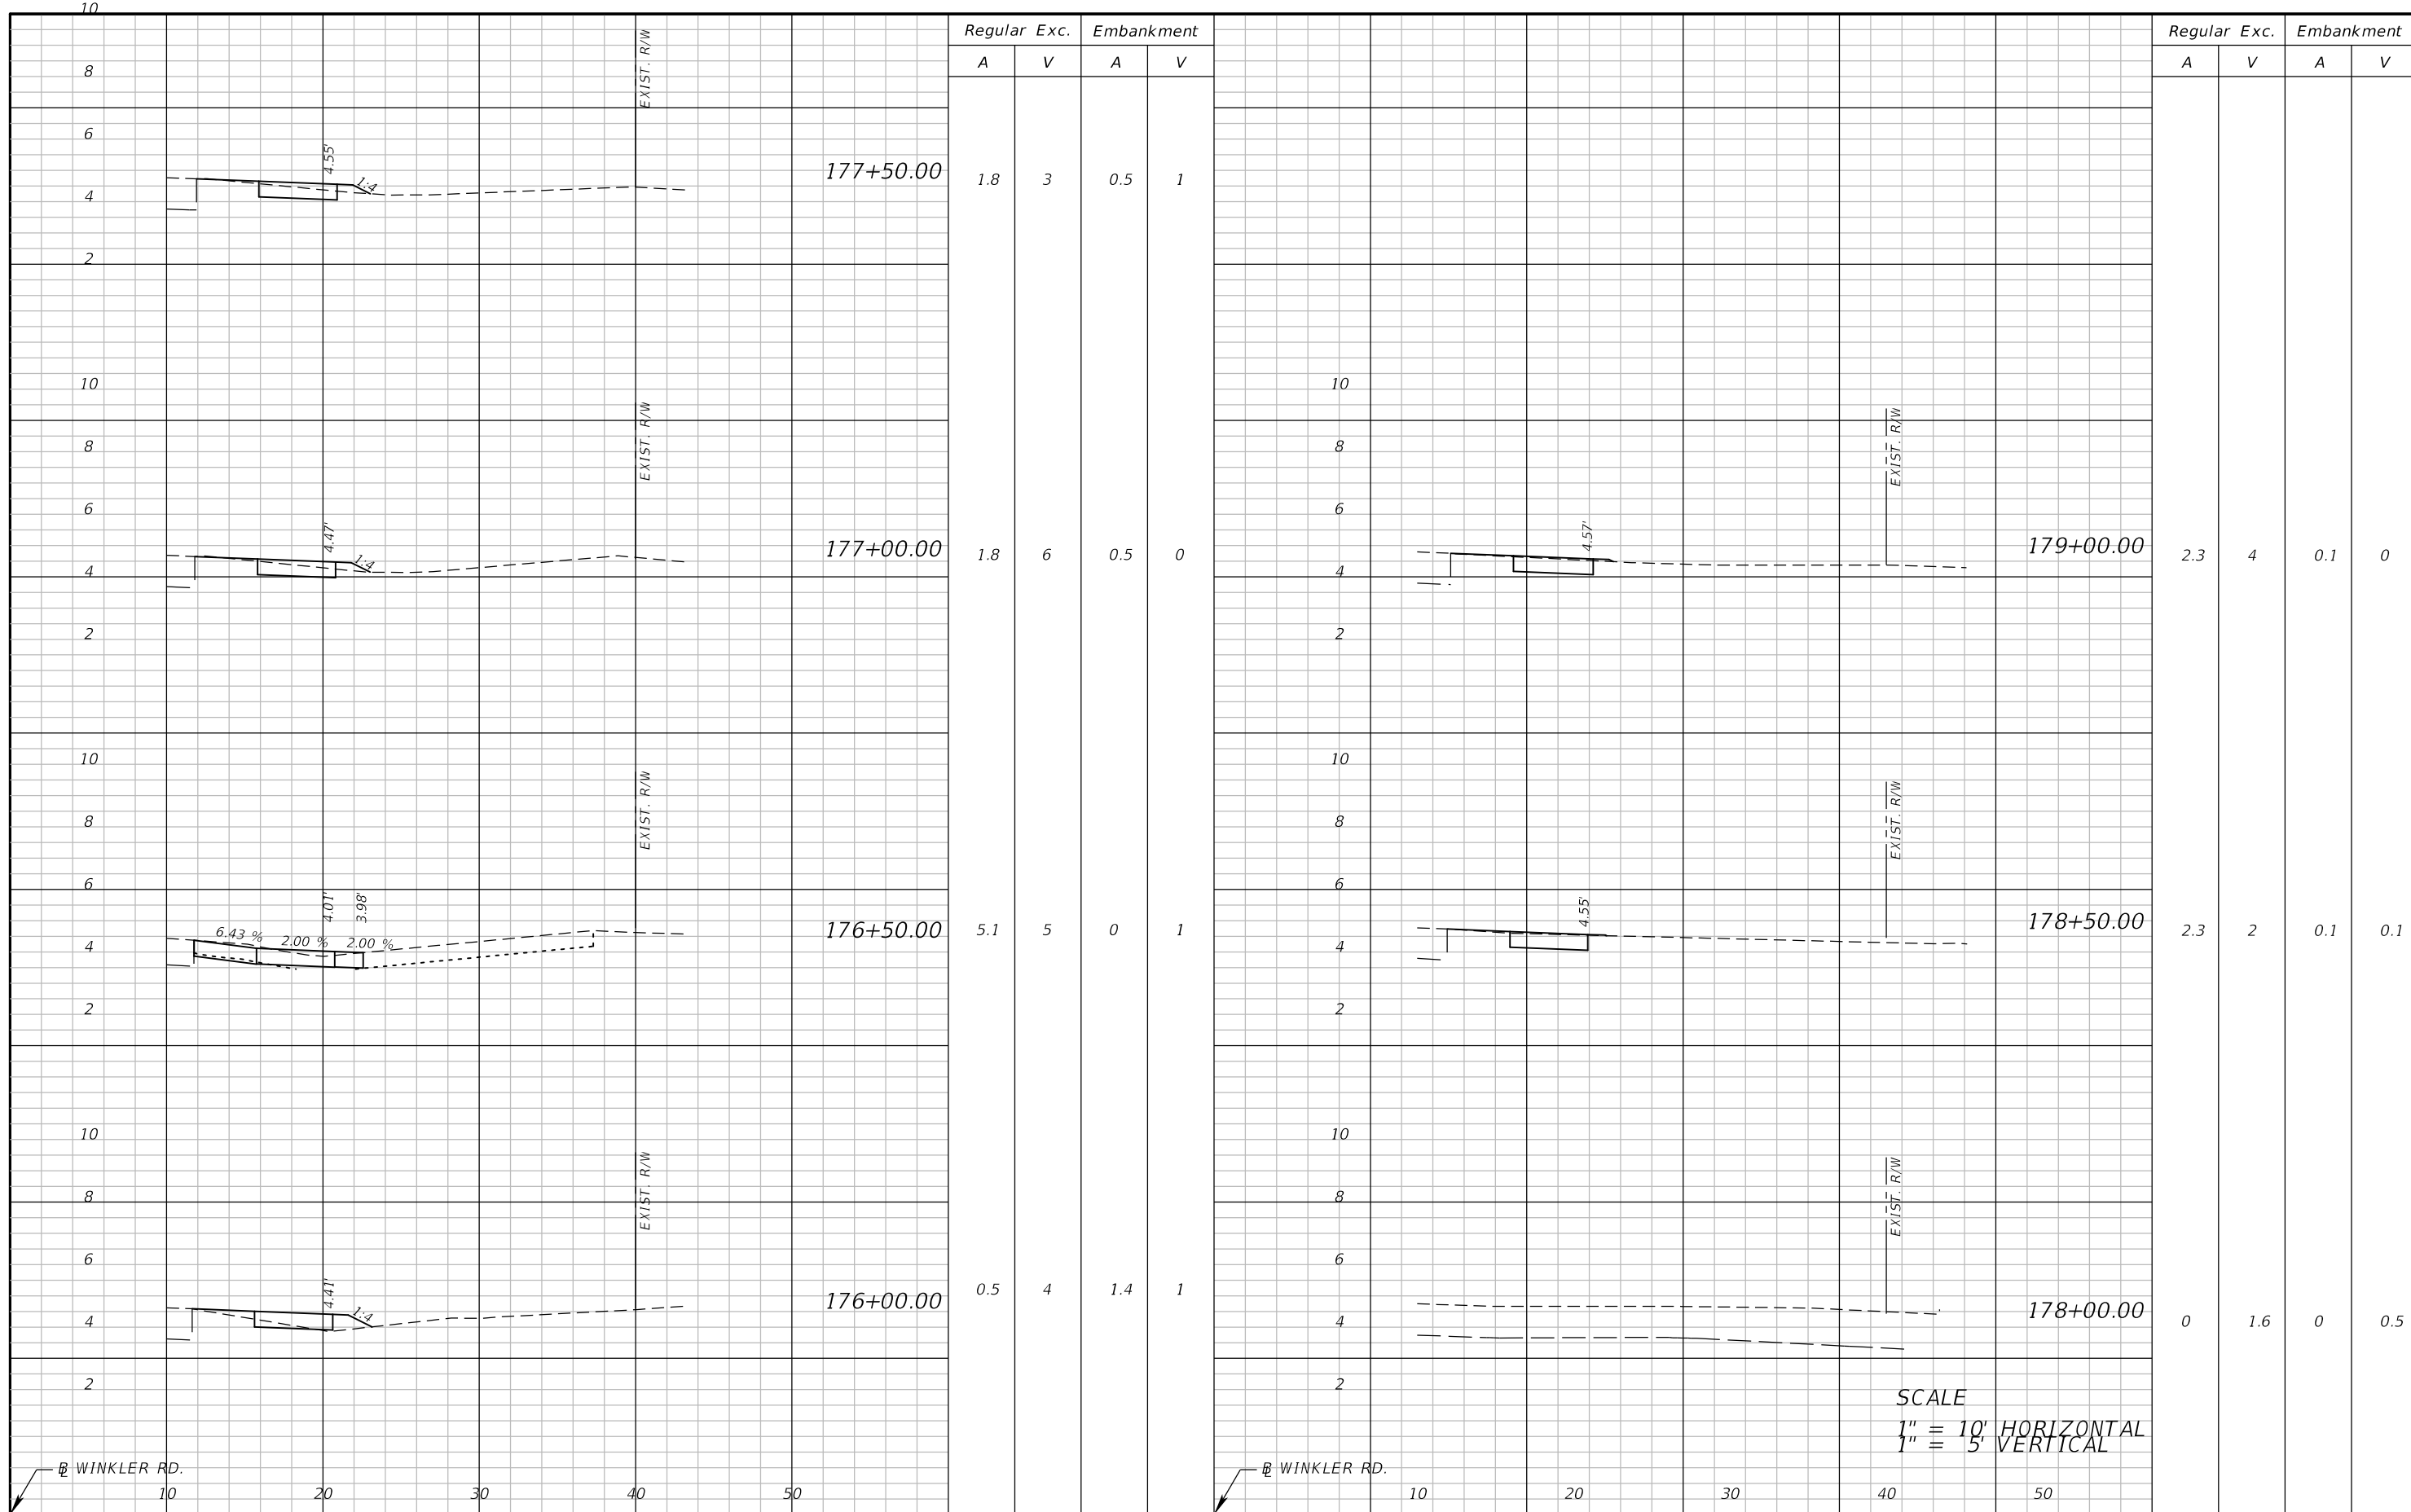 Regular Exc. Embankment
A V A V
10
8
EXIST. R/W
6
4.55'
1:4
177+50.00
1.8 3 0.5 1
4
2
10
EXIST. R/W
8
6
4.47'
1:4
177+00.00
1.8 6 0.5 0
4
2
10
EXIST. R/W
8
6
4.01'
3.98'
6.43 % 2.00 % 2.00 %
176+50.00
5.1 5 0 1
4
2
10
EXIST. R/W
8
6
4.41'
1:4
176+00.00
0.5 4 1.4 1
4
2
BL WINKLER RD.
10 20 30 40 50
Regular Exc. Embankment
A V A V
10
EXIST. R/W
8
6
4.57'
179+00.00
2.3 4 0.1 0
4
2
10
EXIST. R/W
8
6
4.55'
178+50.00
2.3 2 0.1 0.1
4
2
10
EXIST. R/W
8
6
178+00.00
0 1.6 0 0.5
4
2
SCALE
1" = 10' HORIZONTAL
1" = 5' VERTICAL
BL WINKLER RD.
10 20 30 40 50